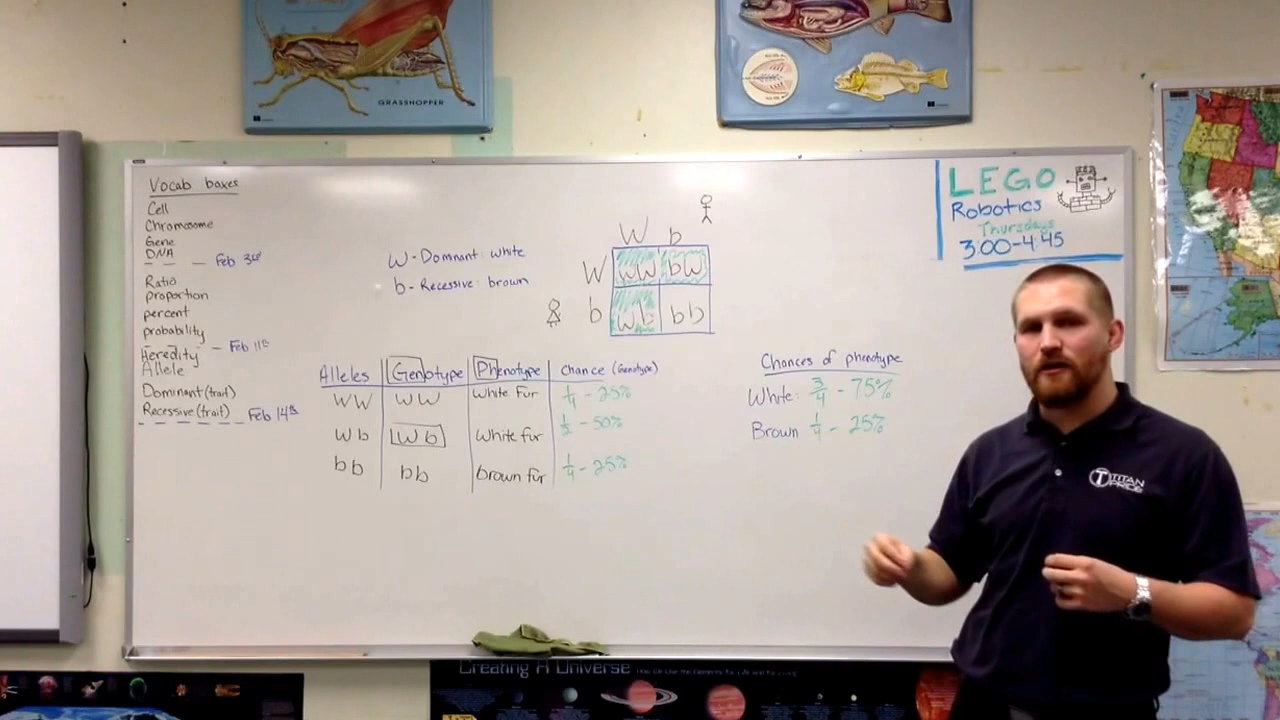 GRASSHOPPER
Vocab boxes
Cell
Chromosome
Gene
DNA
Feb 3rd
Ratio
proportion
percent
probability
Heredity
Feb 11th
Allele
Dominant (trait)
Recessive (trait)
Feb 14th
W - Dominant: white
b - Recessive: brown
W b
W WW bW
b Wb bb
LEGO
Robotics
Thursdays
3:00-4:45
Alleles Genotype Phenotype Chance (Genotype)
WW WW white fur 1/4 - 25%
Wb Wb white fur 1/2 - 50%
bb bb brown fur 1/4 - 25%
Chances of phenotype
White: 3/4 - 75%
Brown 1/4 - 25%
TITAN
PRIDE
Creating A Universe